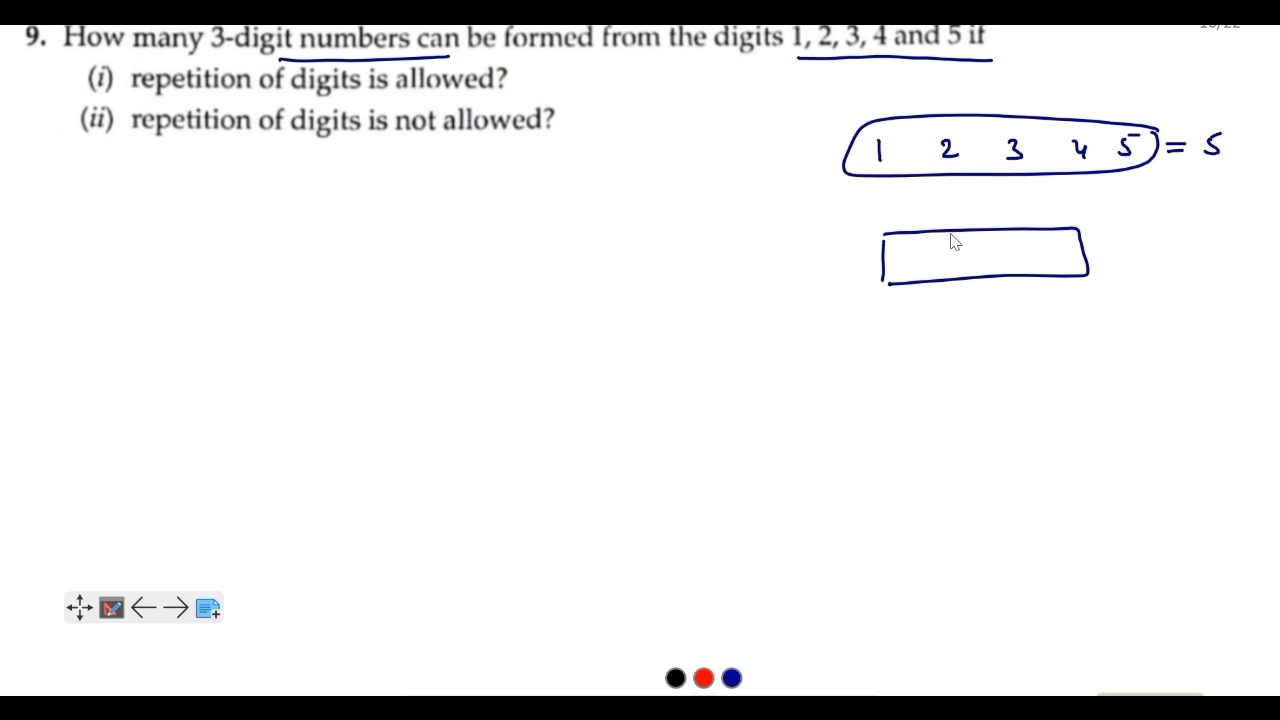 9. How many 3-digit numbers can be formed from the digits 1, 2, 3, 4 and 5 if
(i) repetition of digits is allowed?
(ii) repetition of digits is not allowed?
1 2 3 4 5 = 5